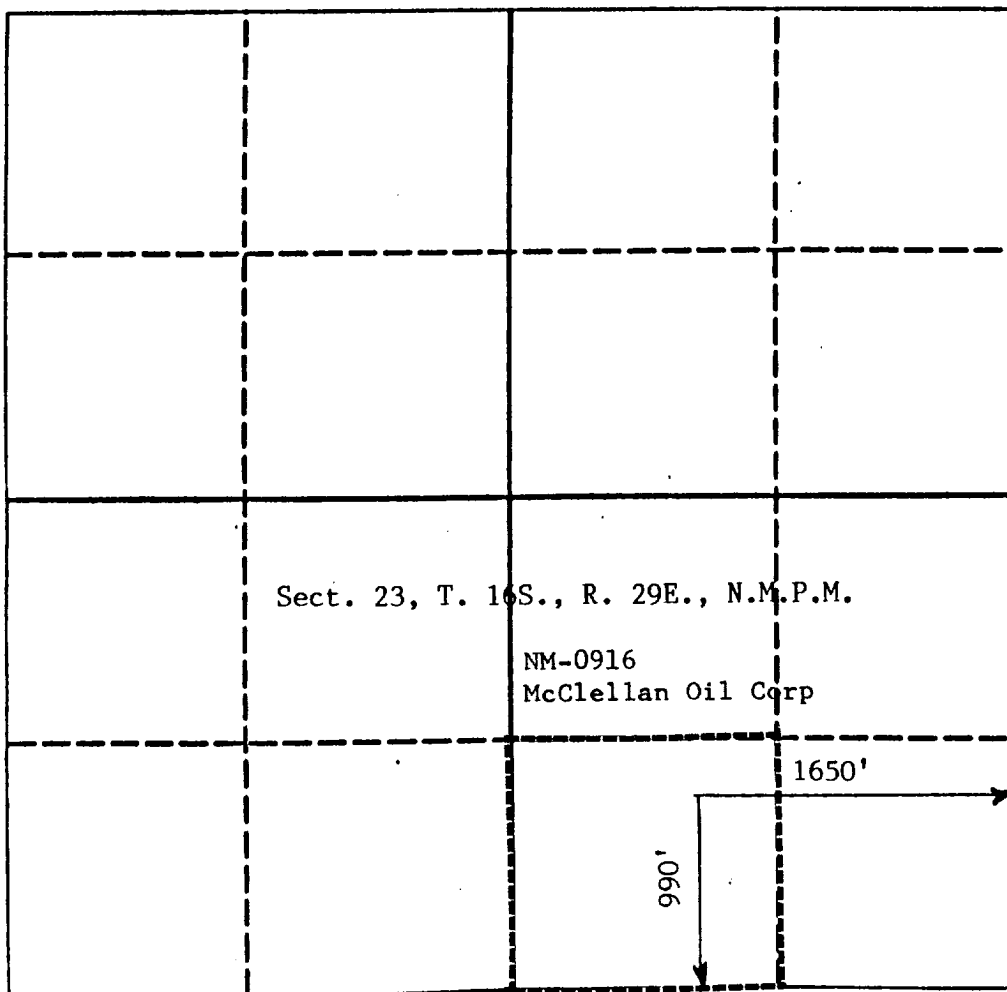 Sect. 23, T. 16S., R. 29E., N.M.P.M.
NM-0916
McClellan Oil Corp
1650'
990'